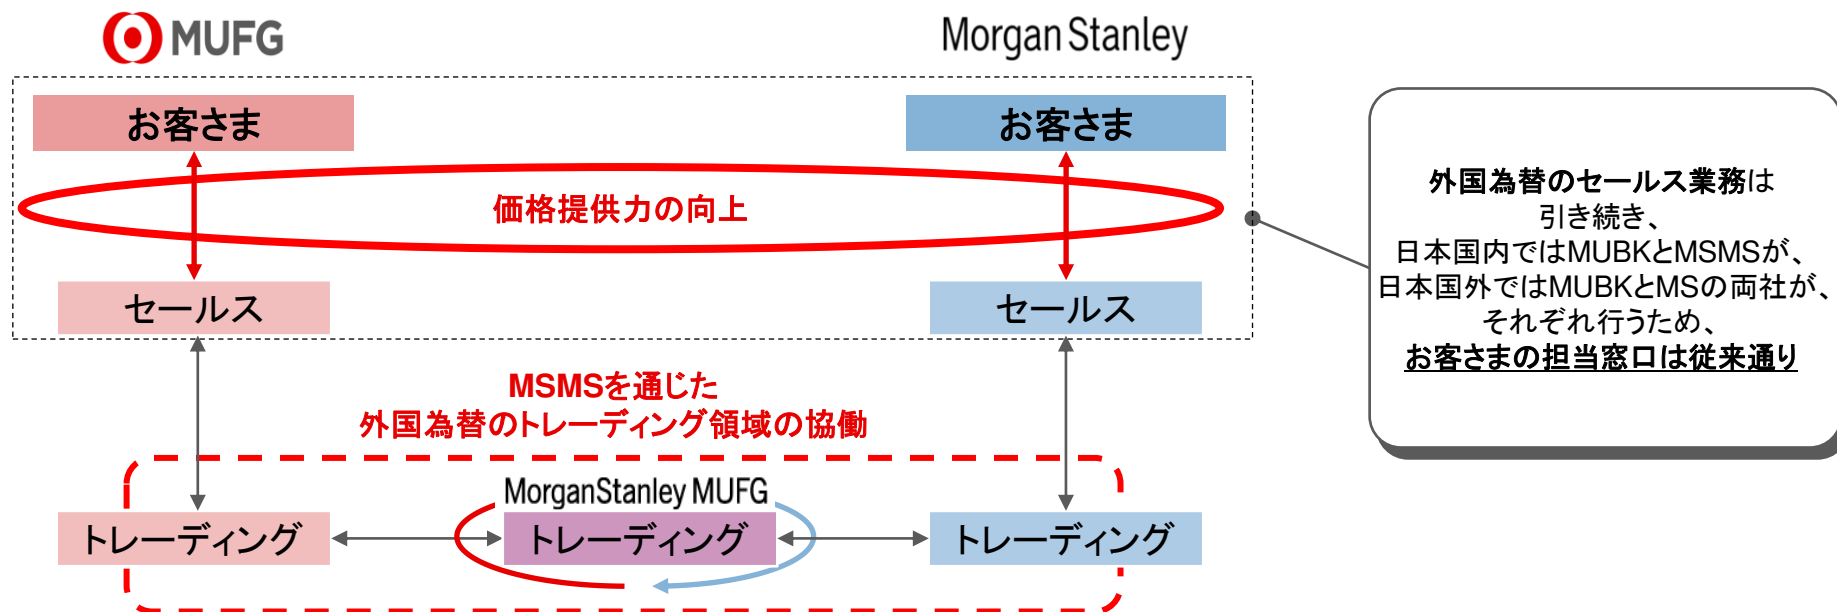 MUFG
Morgan Stanley
お客さま
お客さま
価格提供力の向上
セールス
セールス
外国為替のセールス業務は
引き続き、
日本国内ではMUBKとMSMSが、
日本国外ではMUBKとMSの両社が、
それぞれ行うため、
お客さまの担当窓口は従来通り
MSMSを通じた
外国為替のトレーディング領域の協働
MorganStanley MUFG
トレーディング
トレーディング
トレーディング